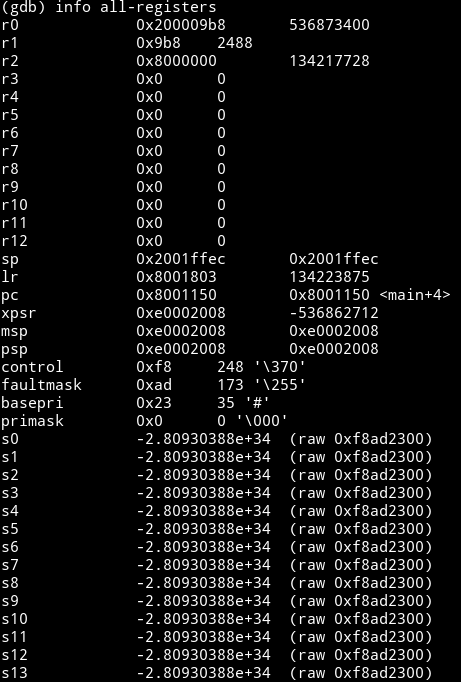 (gdb) info all-registers
r0 0x200009b8 536873400
r1 0x9b8 2488
r2 0x8000000 134217728
r3 0x0 0
r4 0x0 0
r5 0x0 0
r6 0x0 0
r7 0x0 0
r8 0x0 0
r9 0x0 0
r10 0x0 0
r11 0x0 0
r12 0x0 0
sp 0x2001ffec 0x2001ffec
lr 0x8001803 134223875
pc 0x8001150 0x8001150 <main+4>
xpsr 0xe0002008 -536862712
msp 0xe0002008 0xe0002008
psp 0xe0002008 0xe0002008
control 0xf8 248 '\370'
faultmask 0xad 173 '\255'
basepri 0x23 35 '#'
primask 0x0 0 '\000'
s0 -2.80930388e+34 (raw 0xf8ad2300)
s1 -2.80930388e+34 (raw 0xf8ad2300)
s2 -2.80930388e+34 (raw 0xf8ad2300)
s3 -2.80930388e+34 (raw 0xf8ad2300)
s4 -2.80930388e+34 (raw 0xf8ad2300)
s5 -2.80930388e+34 (raw 0xf8ad2300)
s6 -2.80930388e+34 (raw 0xf8ad2300)
s7 -2.80930388e+34 (raw 0xf8ad2300)
s8 -2.80930388e+34 (raw 0xf8ad2300)
s9 -2.80930388e+34 (raw 0xf8ad2300)
s10 -2.80930388e+34 (raw 0xf8ad2300)
s11 -2.80930388e+34 (raw 0xf8ad2300)
s12 -2.80930388e+34 (raw 0xf8ad2300)
s13 -2.80930388e+34 (raw 0xf8ad2300)